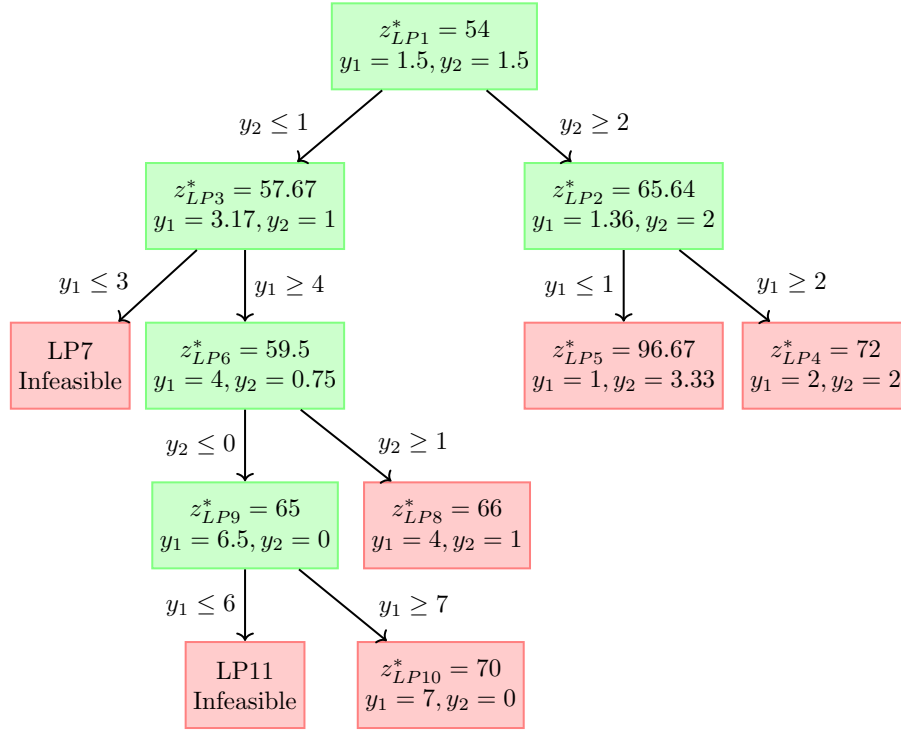 z*_{LP1} = 54
y_1 = 1.5, y_2 = 1.5
y_2 ≤ 1
y_2 ≥ 2
z*_{LP3} = 57.67
y_1 = 3.17, y_2 = 1
z*_{LP2} = 65.64
y_1 = 1.36, y_2 = 2
y_1 ≤ 3
y_1 ≥ 4
y_1 ≤ 1
y_1 ≥ 2
LP7
Infeasible
z*_{LP6} = 59.5
y_1 = 4, y_2 = 0.75
z*_{LP5} = 96.67
y_1 = 1, y_2 = 3.33
z*_{LP4} = 72
y_1 = 2, y_2 = 2
y_2 ≤ 0
y_2 ≥ 1
z*_{LP9} = 65
y_1 = 6.5, y_2 = 0
z*_{LP8} = 66
y_1 = 4, y_2 = 1
y_1 ≤ 6
y_1 ≥ 7
LP11
Infeasible
z*_{LP10} = 70
y_1 = 7, y_2 = 0